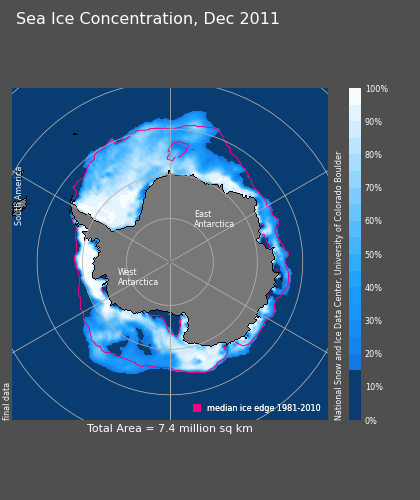 Sea Ice Concentration, Dec 2011
South America
East
Antarctica
West
Antarctica
final data
median ice edge 1981-2010
Total Area = 7.4 million sq km
National Snow and Ice Data Center, University of Colorado Boulder
100%
90%
80%
70%
60%
50%
40%
30%
20%
10%
0%